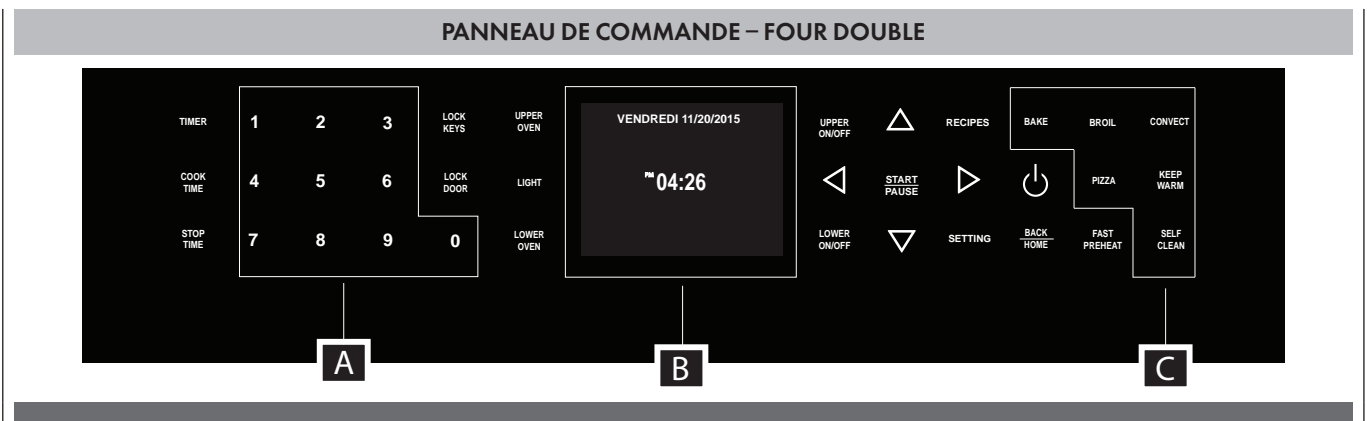 PANNEAU DE COMMANDE – FOUR DOUBLE
TIMER
1 2 3
LOCK
KEYS
UPPER
OVEN
VENDREDI 11/20/2015
UPPER
ON/OFF
RECIPES
BAKE
BROIL
CONVECT
COOK
TIME
4 5 6
LOCK
DOOR
LIGHT
PM 04:26
START
PAUSE
PIZZA
KEEP
WARM
STOP
TIME
7 8 9 0
LOWER
OVEN
LOWER
ON/OFF
SETTING
BACK
HOME
FAST
PREHEAT
SELF
CLEAN
A
B
C